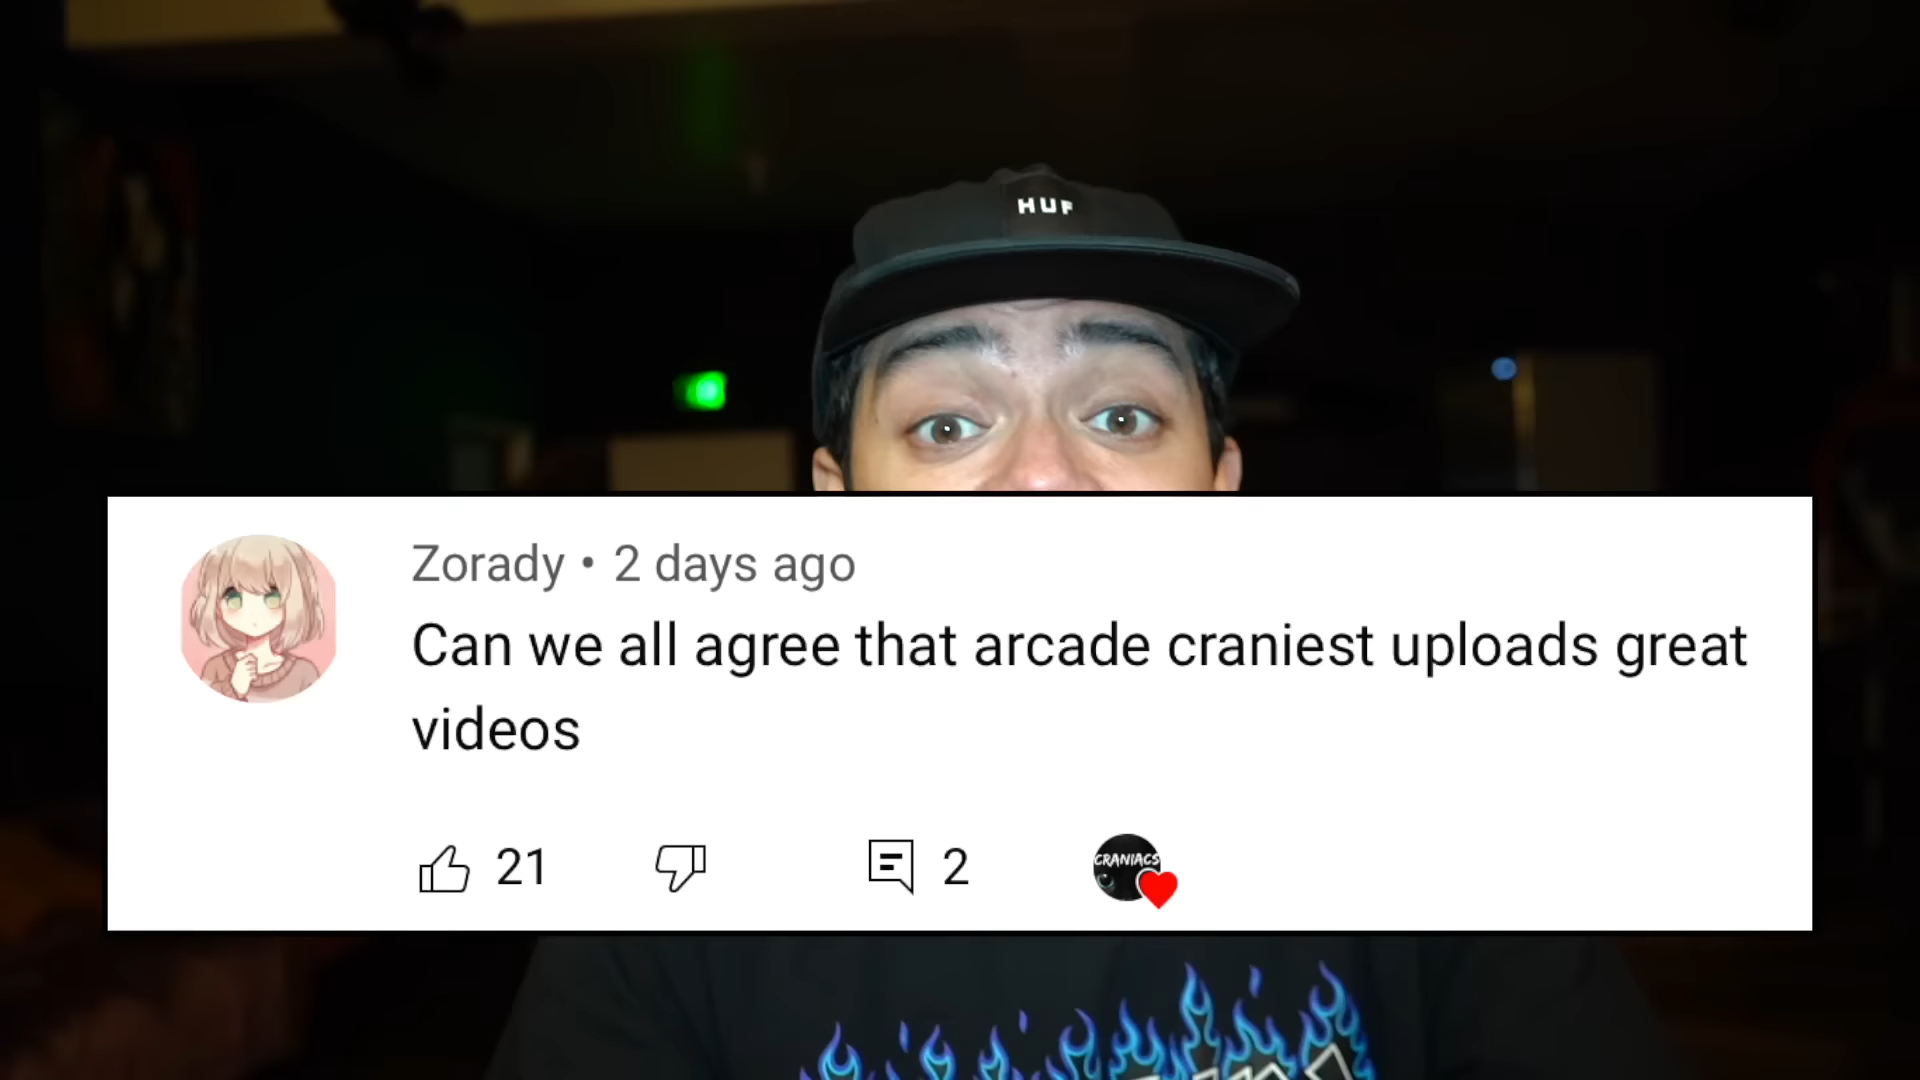 HUF
Zorady • 2 days ago
Can we all agree that arcade craniest uploads great
videos
21
2
CRANIACS